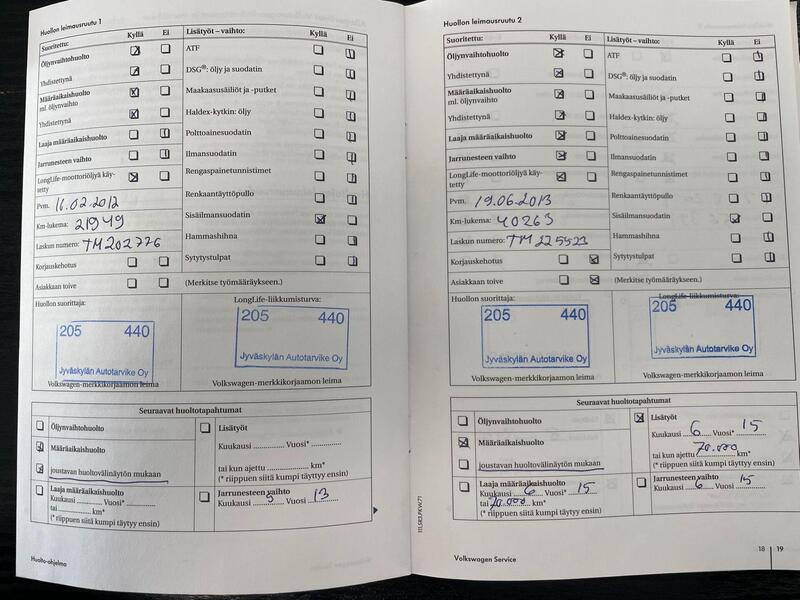 Huollon leimausruutu 1
Suoritettu: Kyllä Ei
Öljynvaihtohuolto
Yhdistettynä
Määräaikaishuolto
ml. öljynvaihto
Yhdistettynä
Laaja määräaikaishuolto
Jarrunesteen vaihto
LongLife-moottoriöljyä käy-
tetty
Pvm. 16.02.2012
Km-lukema: 21949
Laskun numero: TM202776
Korjauskehotus
Asiakkaan toive
Lisätyöt – vaihto: Kyllä Ei
ATF
DSG®: öljy ja suodatin
Maakaasusäiliöt ja -putket
Haldex-kytkin: öljy
Polttoainesuodatin
Ilmansuodatin
Rengaspainetunnistimet
Renkaantäyttöpullo
Sisäilmansuodatin
Hammashihna
Sytytystulpat
(Merkitse työmääräykseen.)
Huollon suorittaja:
205 440
Jyväskylän Autotarvike Oy
Volkswagen-merkkikorjaamon leima
LongLife-liikkumisturva:
205 440
Jyväskylän Autotarvike Oy
Volkswagen-merkkikorjaamon leima
Seuraavat huoltotapahtumat
Öljynvaihtohuolto
Määräaikaishuolto
joustavan huoltovälinäytön mukaan
Laaja määräaikaishuolto
Kuukausi ............ Vuosi* ............
tai ............ km*
(* riippuen siitä kumpi täyttyy ensin)
Lisätyöt
Kuukausi ............ Vuosi* ............
tai kun ajettu ............ km*
(* riippuen siitä kumpi täyttyy ensin)
Jarrunesteen vaihto
Kuukausi 5 Vuosi* 13
Huolto-ohjelma
111.5R3.PKW.71
Huollon leimausruutu 2
Suoritettu: Kyllä Ei
Öljynvaihtohuolto
Yhdistettynä
Määräaikaishuolto
ml. öljynvaihto
Yhdistettynä
Laaja määräaikaishuolto
Jarrunesteen vaihto
LongLife-moottoriöljyä käy-
tetty
Pvm. 19.06.2013
Km-lukema: 40263
Laskun numero: TM225523
Korjauskehotus
Asiakkaan toive
Lisätyöt – vaihto: Kyllä Ei
ATF
DSG®: öljy ja suodatin
Maakaasusäiliöt ja -putket
Haldex-kytkin: öljy
Polttoainesuodatin
Ilmansuodatin
Rengaspainetunnistimet
Renkaantäyttöpullo
Sisäilmansuodatin
Hammashihna
Sytytystulpat
(Merkitse työmääräykseen.)
Huollon suorittaja:
205 440
Jyväskylän Autotarvike Oy
Volkswagen-merkkikorjaamon leima
LongLife-liikkumisturva:
205 440
Jyväskylän Autotarvike Oy
Volkswagen-merkkikorjaamon leima
Seuraavat huoltotapahtumat
Öljynvaihtohuolto
Määräaikaishuolto
joustavan huoltovälinäytön mukaan
Laaja määräaikaishuolto
Kuukausi 6 Vuosi* 15
tai 70.000 km*
(* riippuen siitä kumpi täyttyy ensin)
Lisätyöt
Kuukausi 6 Vuosi* 15
tai kun ajettu 70.000 km*
(* riippuen siitä kumpi täyttyy ensin)
Jarrunesteen vaihto
Kuukausi 6 Vuosi* 15
Volkswagen Service
18 | 19